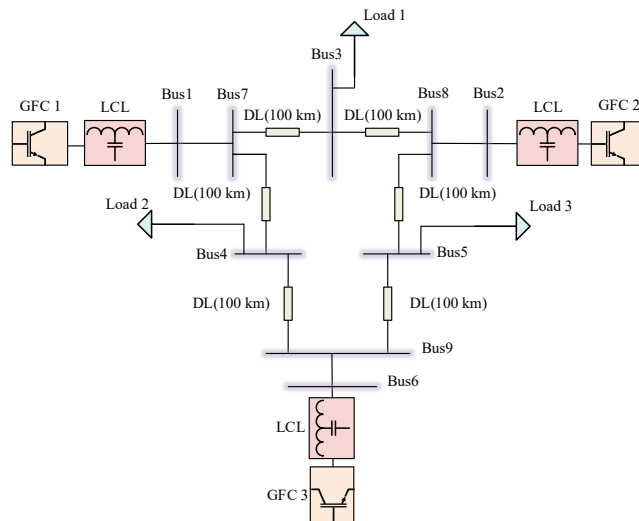 Load 1
Bus3
GFC 1
LCL
Bus1
Bus7
DL(100 km)
DL(100 km)
Bus8
Bus2
LCL
GFC 2
DL(100 km)
DL(100 km)
Load 2
Load 3
Bus4
Bus5
DL(100 km)
DL(100 km)
Bus9
Bus6
LCL
GFC 3